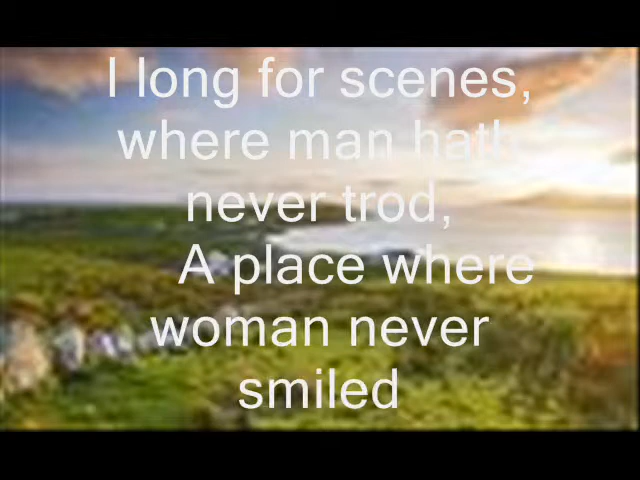 I long for scenes,
where man hath
never trod,
A place where
woman never
smiled